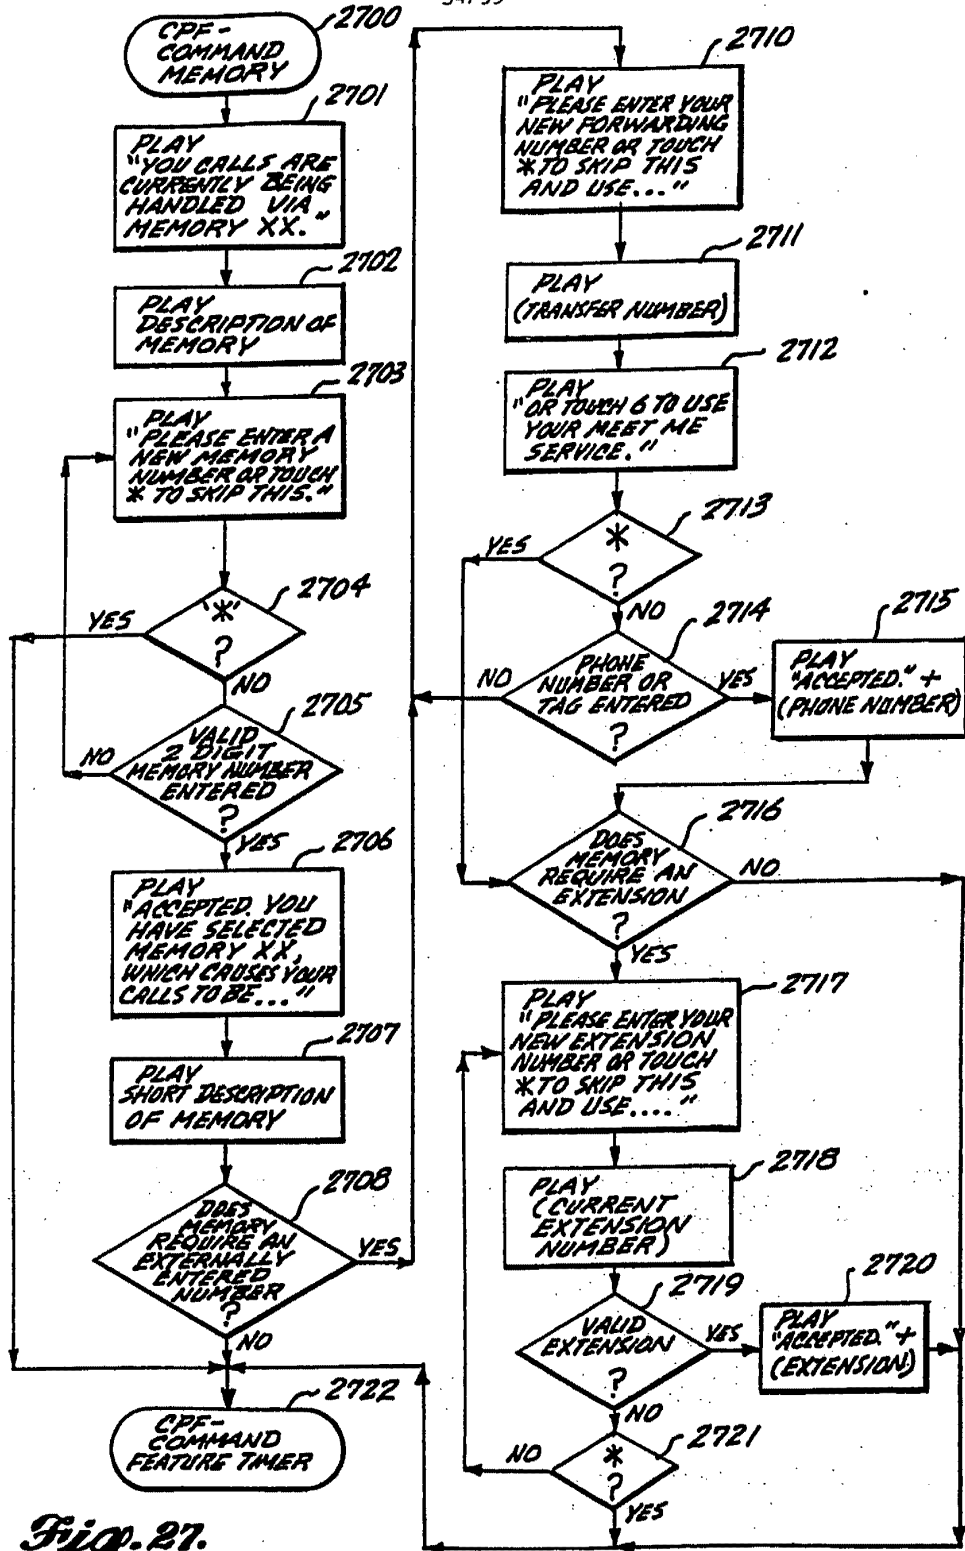 2700
CPF-
COMMAND
MEMORY
2701
PLAY
"YOU CALLS ARE
CURRENTLY BEING
HANDLED VIA
MEMORY XX."
2702
PLAY
DESCRIPTION OF
MEMORY
2703
PLAY
"PLEASE ENTER A
NEW MEMORY
NUMBER OR TOUCH
* TO SKIP THIS."
2704
'*'
?
YES
NO
2705
VALID
2 DIGIT
MEMORY NUMBER
ENTERED
?
NO
YES
2706
PLAY
"ACCEPTED. YOU
HAVE SELECTED
MEMORY XX,
WHICH CAUSES YOUR
CALLS TO BE..."
2707
PLAY
SHORT DESCRIPTION
OF MEMORY
2708
DOES
MEMORY
REQUIRE AN
EXTERNALLY
ENTERED
NUMBER
?
YES
NO
2722
CPF-
COMMAND
FEATURE TIMER
2710
PLAY
"PLEASE ENTER YOUR
NEW FORWARDING
NUMBER OR TOUCH
* TO SKIP THIS
AND USE..."
2711
PLAY
(TRANSFER NUMBER)
2712
PLAY
"OR TOUCH 6 TO USE
YOUR MEET ME
SERVICE."
2713
*
?
YES
NO
2714
PHONE
NUMBER OR
TAG ENTERED
?
NO
YES
2715
PLAY
"ACCEPTED." +
(PHONE NUMBER)
2716
DOES
MEMORY
REQUIRE AN
EXTENSION
?
NO
YES
2717
PLAY
"PLEASE ENTER YOUR
NEW EXTENSION
NUMBER OR TOUCH
* TO SKIP THIS
AND USE...."
2718
PLAY
(CURRENT
EXTENSION
NUMBER)
2719
VALID
EXTENSION
?
YES
NO
2720
PLAY
"ACCEPTED." +
(EXTENSION)
2721
*
?
NO
YES
Fig. 27.